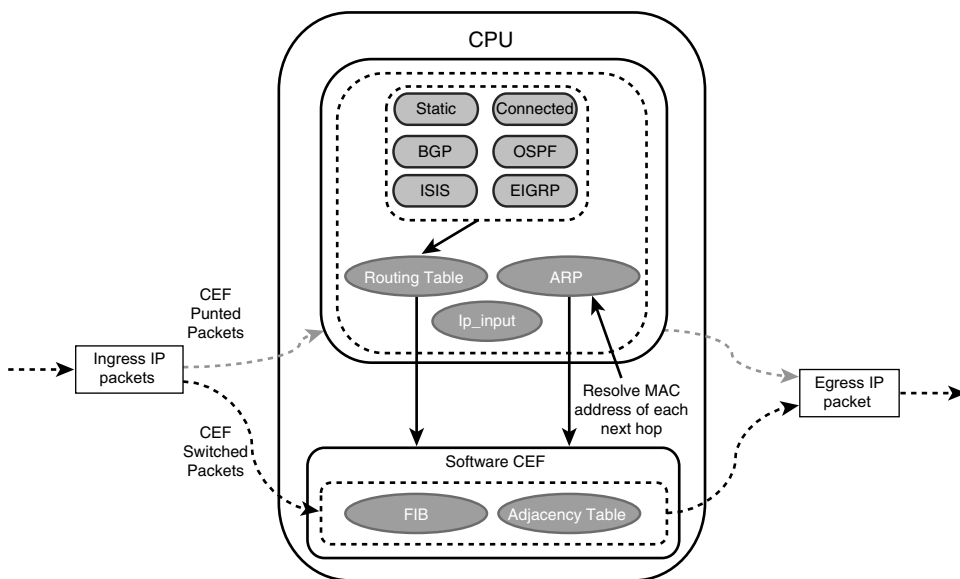 CPU
Static
Connected
BGP
OSPF
ISIS
EIGRP
Routing Table
ARP
Ip_input
CEF
Punted
Packets
Ingress IP
packets
CEF
Switched
Packets
Resolve MAC
address of each
next hop
Egress IP
packet
Software CEF
FIB
Adjacency Table